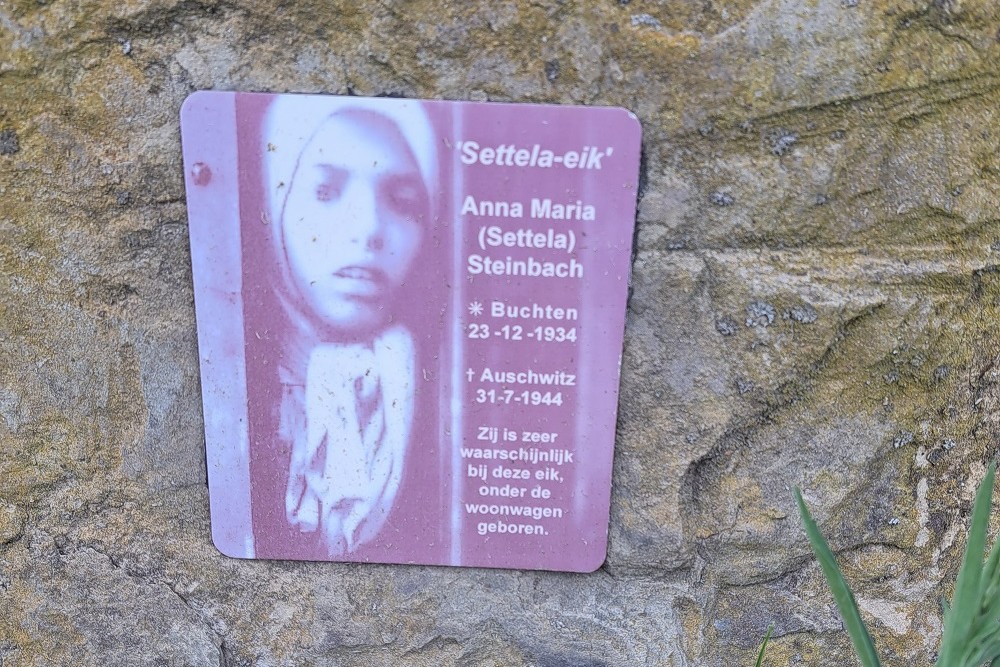 'Settela-eik'
Anna Maria
(Settela)
Steinbach
✳ Buchten
23 -12 -1934
† Auschwitz
31-7-1944
Zij is zeer
waarschijnlijk
bij deze eik,
onder de
woonwagen
geboren.